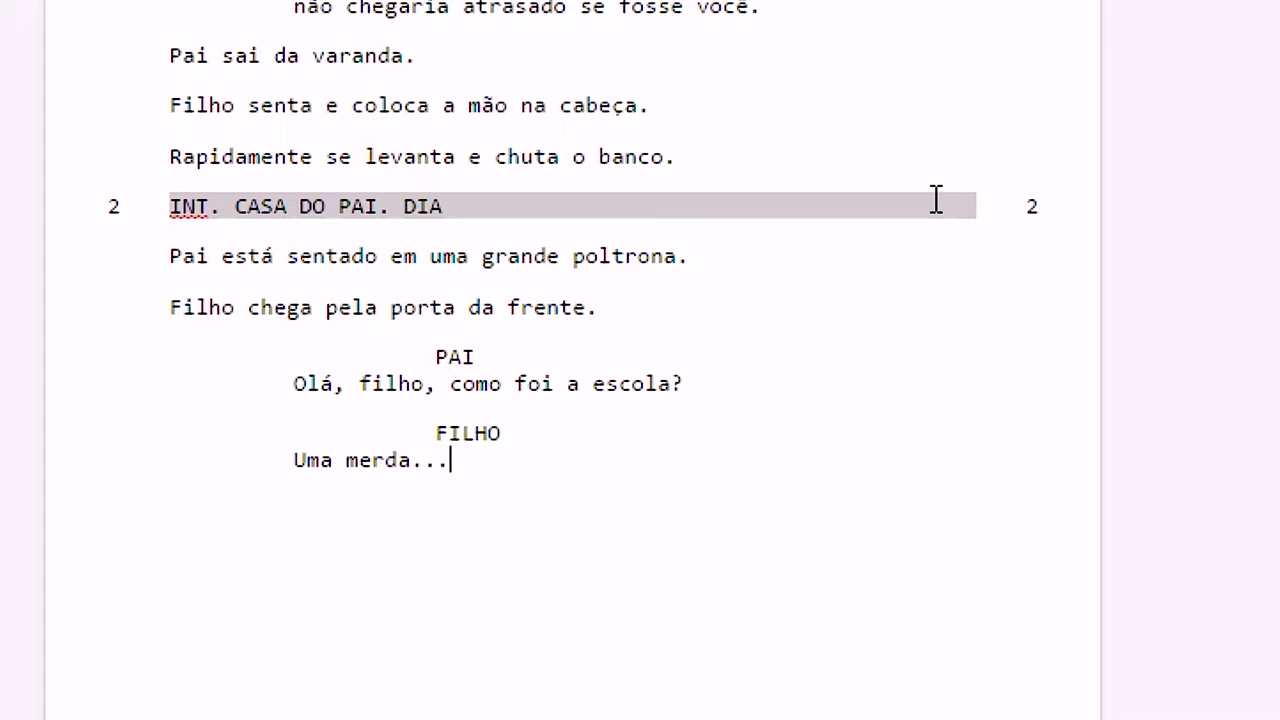 não chegaria atrasado se fosse você.
Pai sai da varanda.
Filho senta e coloca a mão na cabeça.
Rapidamente se levanta e chuta o banco.
2 INT. CASA DO PAI. DIA 2
Pai está sentado em uma grande poltrona.
Filho chega pela porta da frente.
PAI
Olá, filho, como foi a escola?
FILHO
Uma merda...